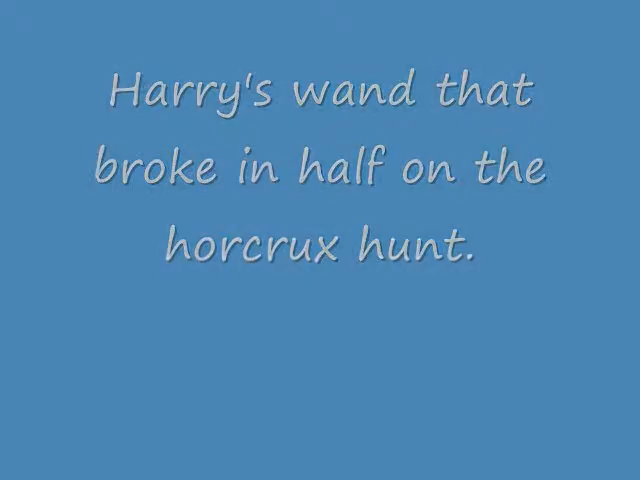 Harry's wand that
broke in half on the
horcrux hunt.